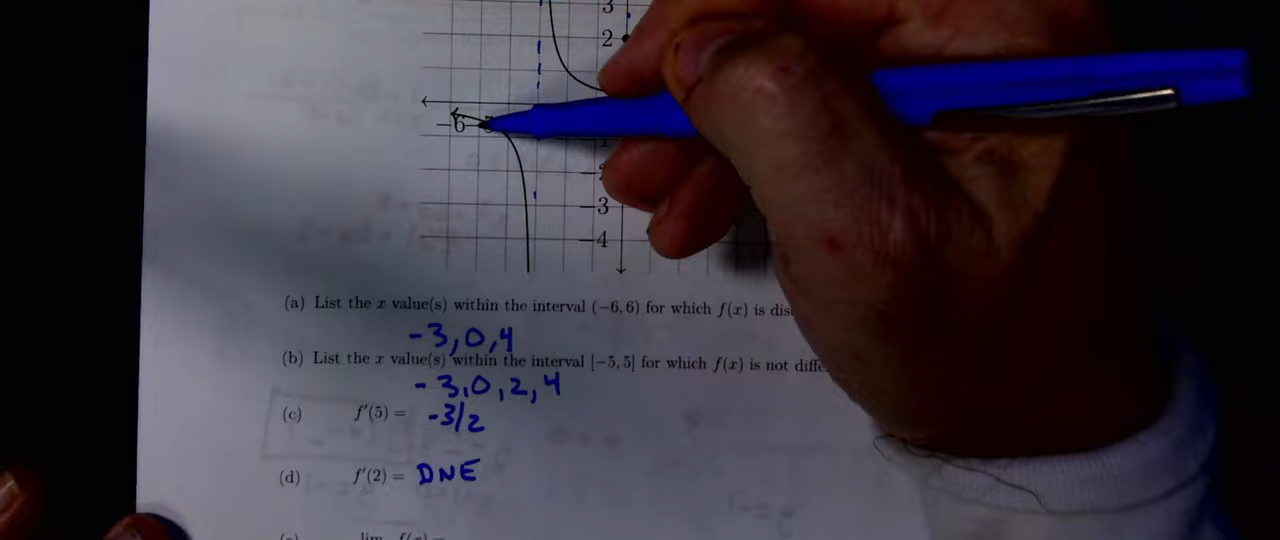 3
2
-6
-3
-4
(a) List the x value(s) within the interval (−6, 6) for which f(x) is
-3,0,4
(b) List the x value(s) within the interval [−5, 5] for which f(x) is not
-3,0,2,4
(c) f′(5) = -3/2
(d) f′(2) = DNE
lim f(x)